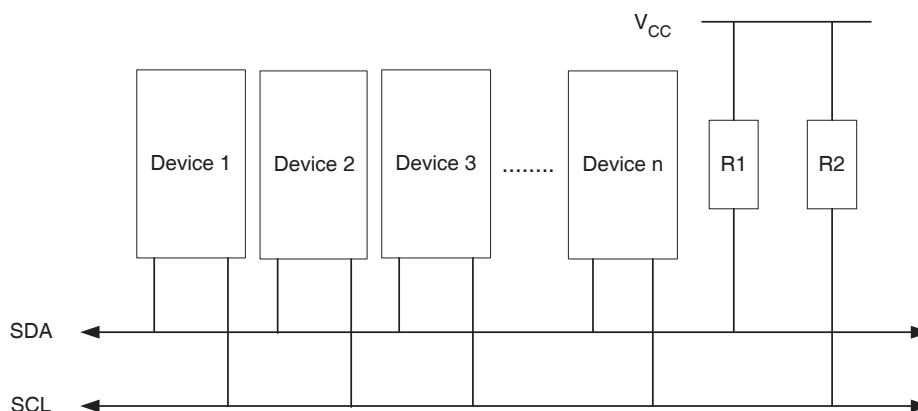 VCC
Device 1
Device 2
Device 3
........
Device n
R1
R2
SDA
SCL